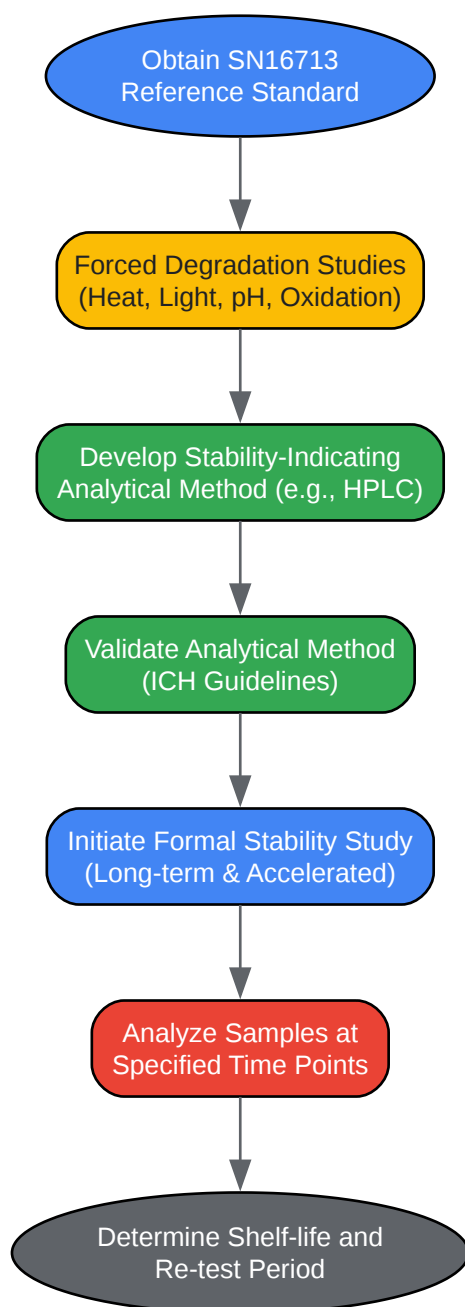 Obtain SN16713
Reference Standard
Forced Degradation Studies
(Heat, Light, pH, Oxidation)
Develop Stability-Indicating
Analytical Method (e.g., HPLC)
Validate Analytical Method
(ICH Guidelines)
Initiate Formal Stability Study
(Long-term & Accelerated)
Analyze Samples at
Specified Time Points
Determine Shelf-life and
Re-test Period